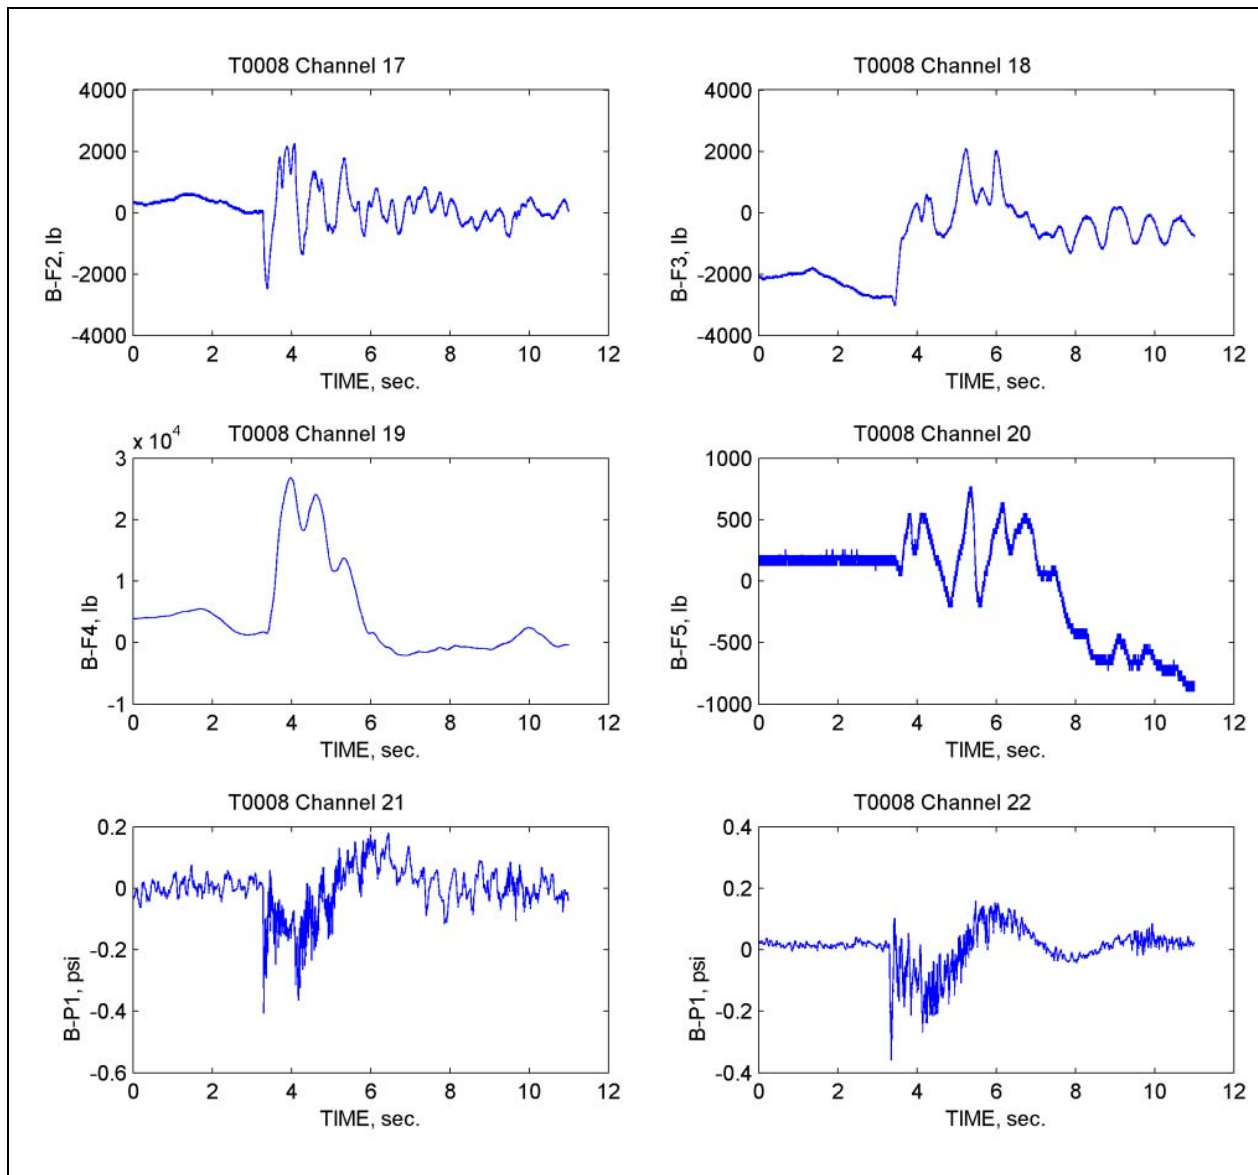 T0008 Channel 17
4000
2000
0
-2000
-4000
B-F2, lb
0 2 4 6 8 10 12
TIME, sec.
T0008 Channel 18
4000
2000
0
-2000
-4000
B-F3, lb
0 2 4 6 8 10 12
TIME, sec.
T0008 Channel 19
x 10^4
3
2
1
0
-1
B-F4, lb
0 2 4 6 8 10 12
TIME, sec.
T0008 Channel 20
1000
500
0
-500
-1000
B-F5, lb
0 2 4 6 8 10 12
TIME, sec.
T0008 Channel 21
0.2
0
-0.2
-0.4
-0.6
B-P1, psi
0 2 4 6 8 10 12
TIME, sec.
T0008 Channel 22
0.4
0.2
0
-0.2
-0.4
B-P1, psi
0 2 4 6 8 10 12
TIME, sec.